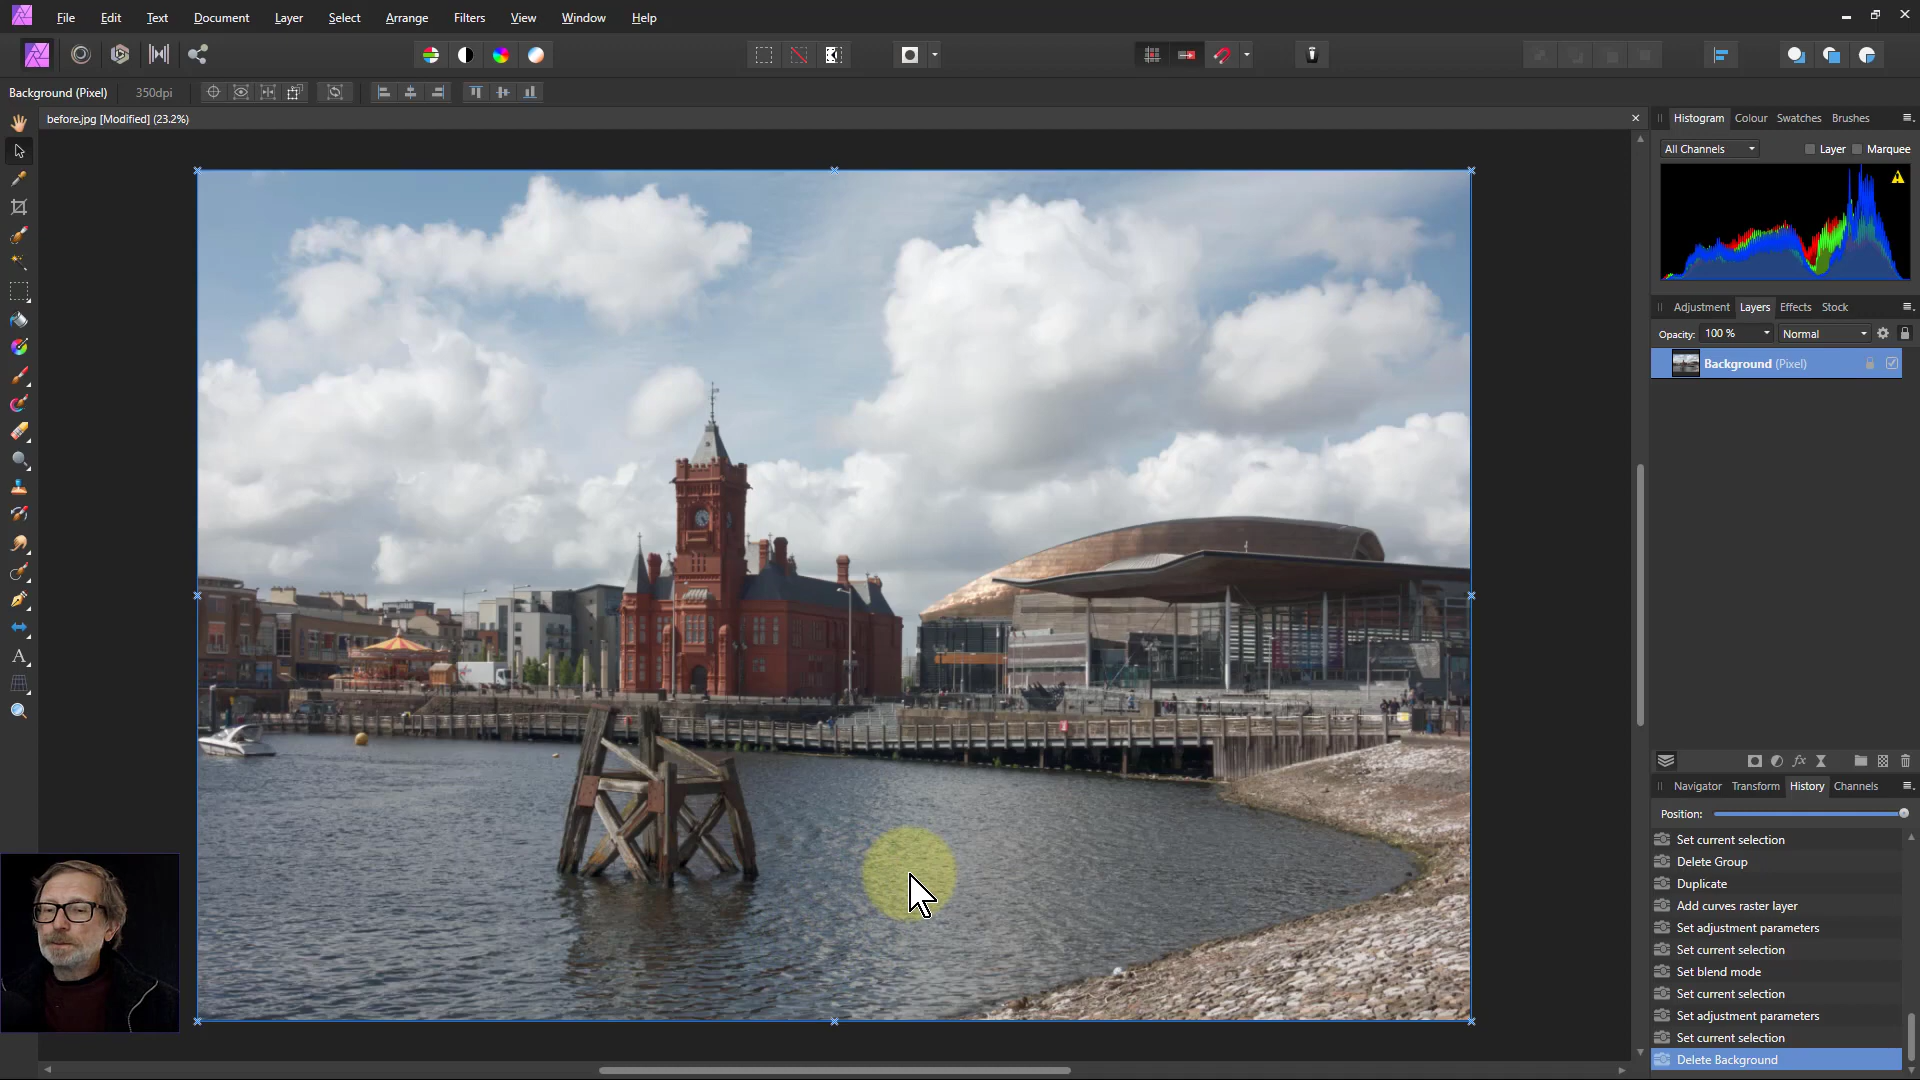 File Edit Text Document Layer Select Arrange Filters View Window Help
Background (Pixel) 350dpi
before.jpg [Modified] (23.2%)
Histogram Colour Swatches Brushes
All Channels Layer Marquee
Adjustment Layers Effects Stock
Opacity: 100 % Normal
Background (Pixel)
fx
Navigator Transform History Channels
Position:
Set current selection
Delete Group
Duplicate
Add curves raster layer
Set adjustment parameters
Set current selection
Set blend mode
Set current selection
Set adjustment parameters
Set current selection
Delete Background